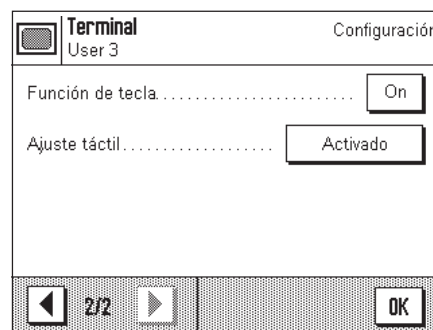 Terminal
User 3
Configuración
Función de tecla........................ On
Ajuste táctil................... Activado
2/2
OK